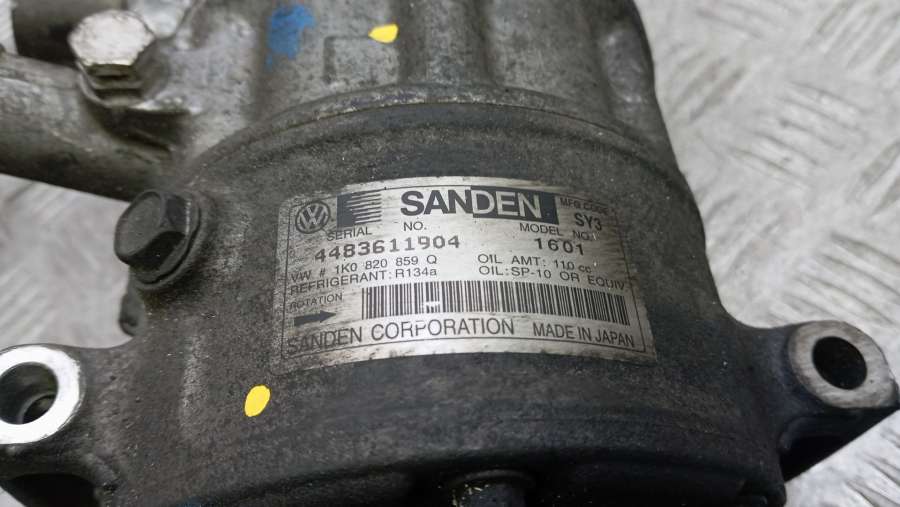 SANDEN
MFG.CODE
SY3
SERIAL NO.
MODEL NO.
4483611904
1601
VW # 1K0 820 859 Q
OIL AMT: 110 cc
REFRIGERANT: R134a
OIL: SP-10 OR EQUIV.
ROTATION
SANDEN CORPORATION MADE IN JAPAN